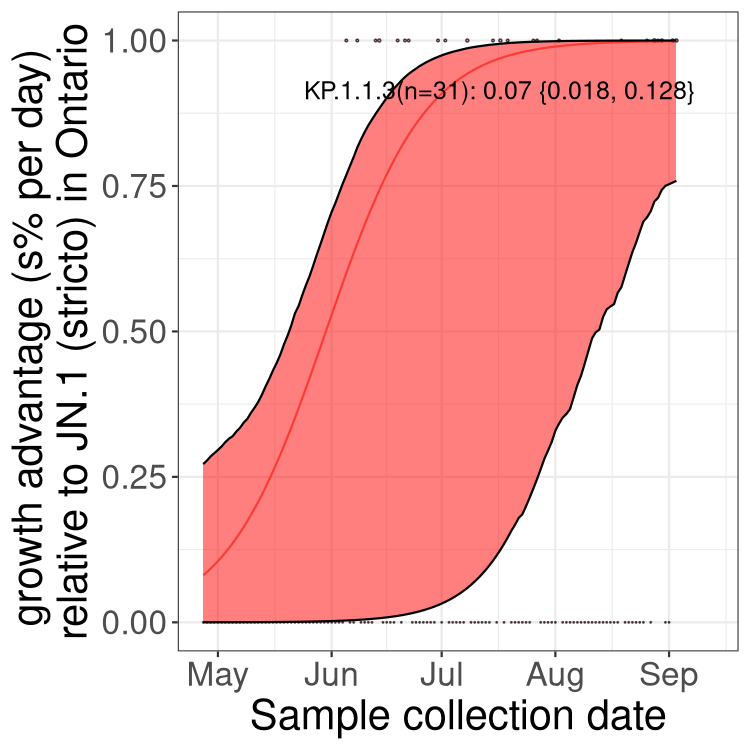 growth advantage (s% per day)
relative to JN.1 (stricto) in Ontario
1.00
0.75
0.50
0.25
0.00
KP.1.1.3(n=31): 0.07 {0.018, 0.128}
May Jun Jul Aug Sep
Sample collection date